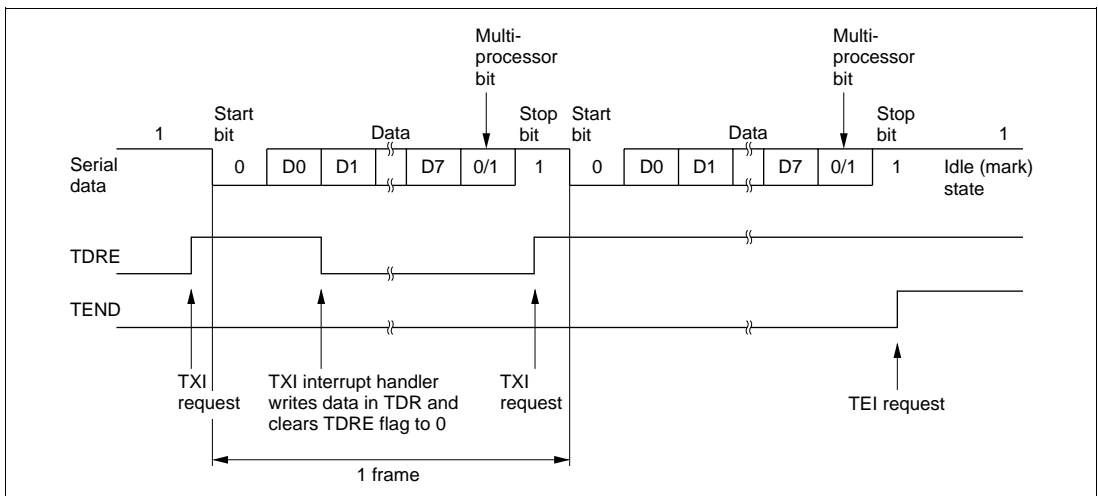 Multi-
processor
bit
Multi-
processor
bit
1
Start
bit
Data
Stop
bit
Start
bit
Data
Stop
bit
1
Serial
data
0 D0 D1 D7 0/1 1 0 D0 D1 D7 0/1 1
Idle (mark)
state
TDRE
TEND
TXI
request
TXI interrupt handler
writes data in TDR and
clears TDRE flag to 0
TXI
request
TEI request
1 frame